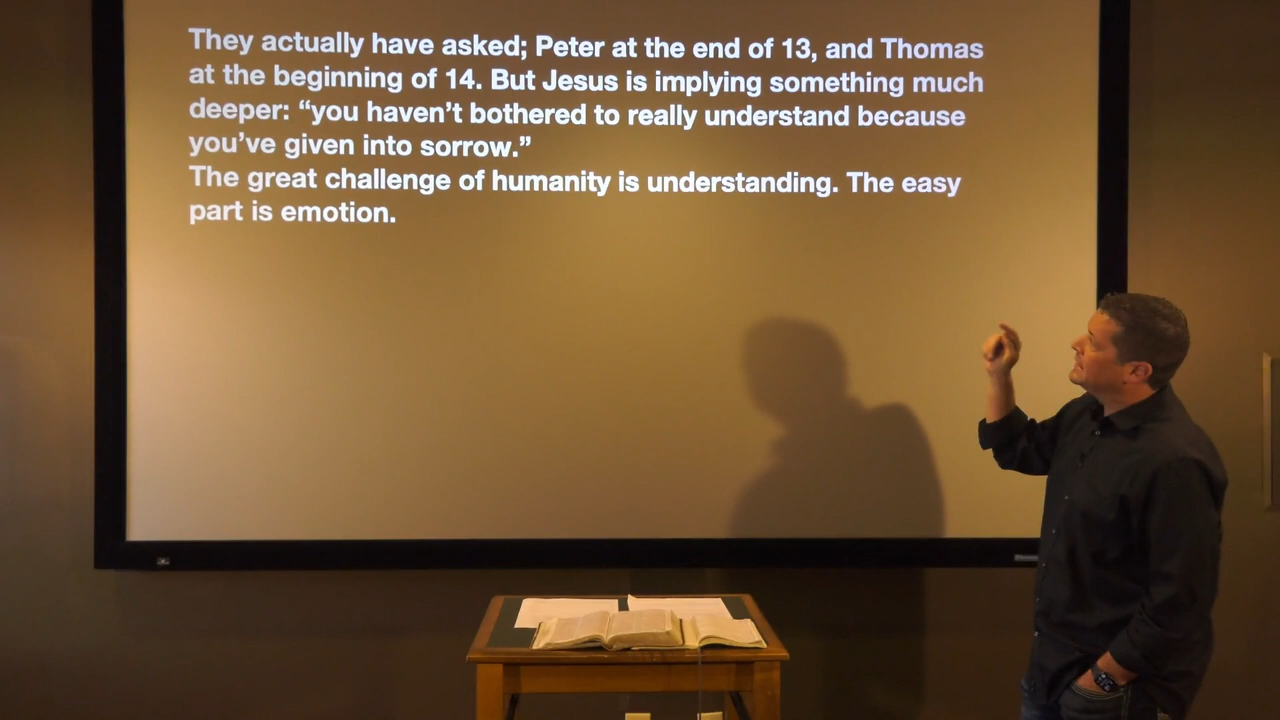 They actually have asked; Peter at the end of 13, and Thomas
at the beginning of 14. But Jesus is implying something much
deeper: “you haven’t bothered to really understand because
you’ve given into sorrow.”
The great challenge of humanity is understanding. The easy
part is emotion.